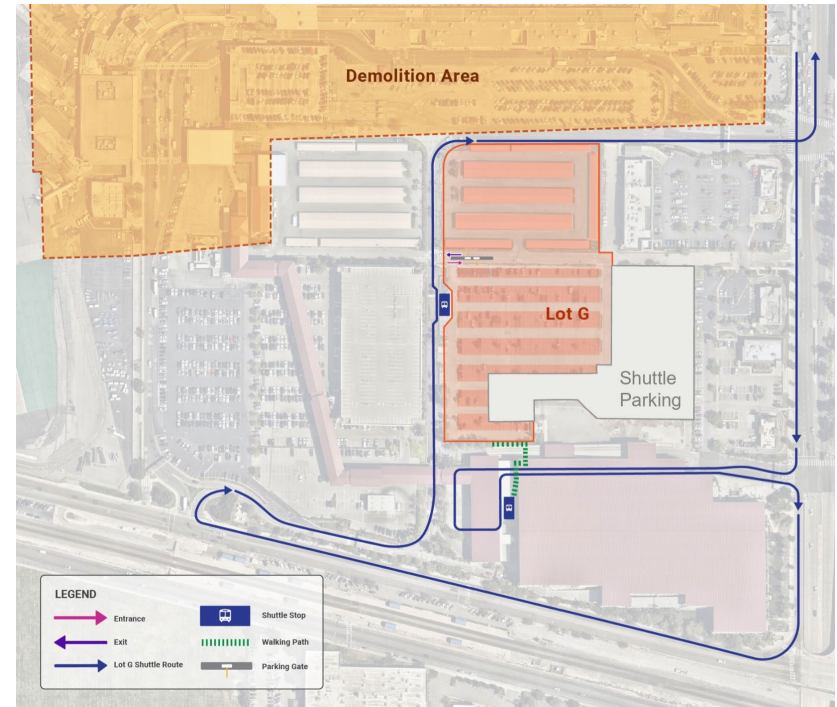 Demolition Area
Lot G
Shuttle
Parking
LEGEND
Entrance
Exit
Lot G Shuttle Route
Shuttle Stop
Walking Path
Parking Gate